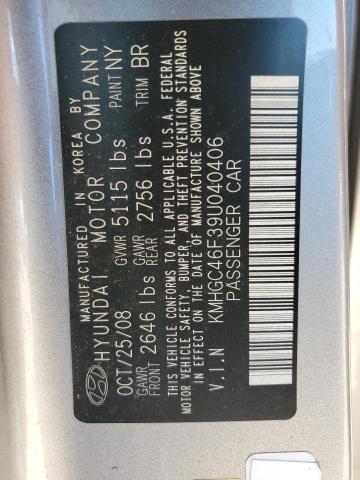 MANUFACTURED IN KOREA BY
HYUNDAI MOTOR COMPANY
OCT/25/08 GVWR 5115 lbs PAINT NY
GAWR FRONT 2646 lbs GAWR REAR 2756 lbs TRIM BR
THIS VEHICLE CONFORMS TO ALL APPLICABLE U.S.A. FEDERAL
MOTOR VEHICLE SAFETY, BUMPER, AND THEFT PREVENTION STANDARDS
IN EFFECT ON THE DATE OF MANUFACTURE SHOWN ABOVE
V.I.N KMHGC46F39U040406
PASSENGER CAR